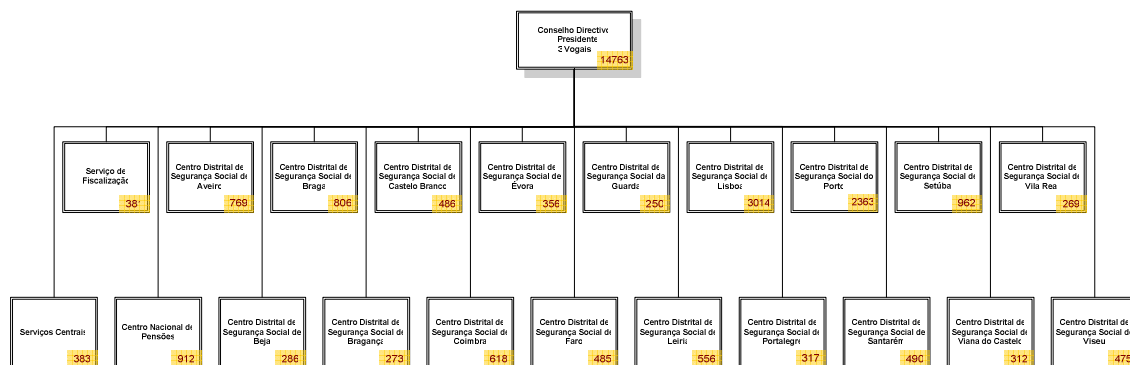 Conselho Directivo
Presidente
3 Vogais
14763
Serviço de
Fiscalização
Centro Distrital de
Segurança Social de
Aveiro
769
Centro Distrital de
Segurança Social de
Braga
806
Centro Distrital de
Segurança Social de
Castelo Branco
486
Centro Distrital de
Segurança Social de
Évora
356
Centro Distrital de
Segurança Social da
Guarda
250
Centro Distrital de
Segurança Social de
Lisboa
3014
Centro Distrital de
Segurança Social do
Porto
2363
Centro Distrital de
Segurança Social de
Setúba
962
Centro Distrital de
Segurança Social de
Vila Rea
269
Serviços Centrais
383
Centro Nacional de
Pensões
912
Centro Distrital de
Segurança Social de
Beja
286
Centro Distrital de
Segurança Social de
Bragança
273
Centro Distrital de
Segurança Social de
Coimbra
618
Centro Distrital de
Segurança Social de
Faro
485
Centro Distrital de
Segurança Social de
Leiria
556
Centro Distrital de
Segurança Social de
Portalegre
317
Centro Distrital de
Segurança Social de
Santarém
490
Centro Distrital de
Segurança Social de
Viana do Castelo
312
Centro Distrital de
Segurança Social de
Viseu
475